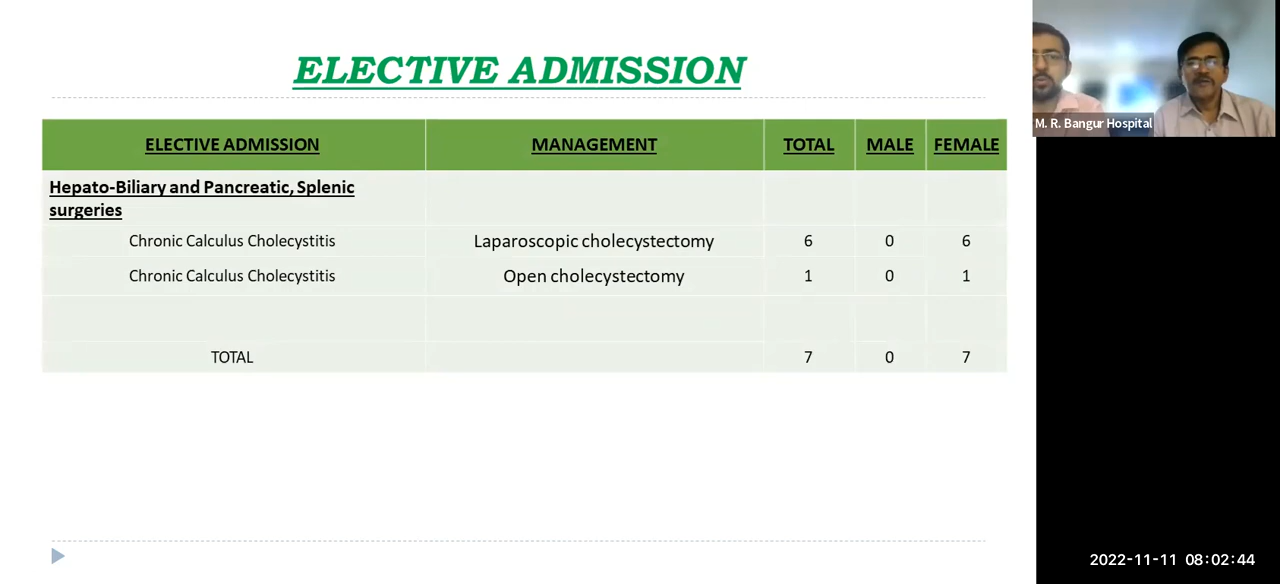 ELECTIVE ADMISSION
ELECTIVE ADMISSION MANAGEMENT TOTAL MALE FEMALE
Hepato-Biliary and Pancreatic, Splenic
surgeries
Chronic Calculus Cholecystitis Laparoscopic cholecystectomy 6 0 6
Chronic Calculus Cholecystitis Open cholecystectomy 1 0 1
TOTAL 7 0 7
M. R. Bangur Hospital
2022-11-11 08:02:44